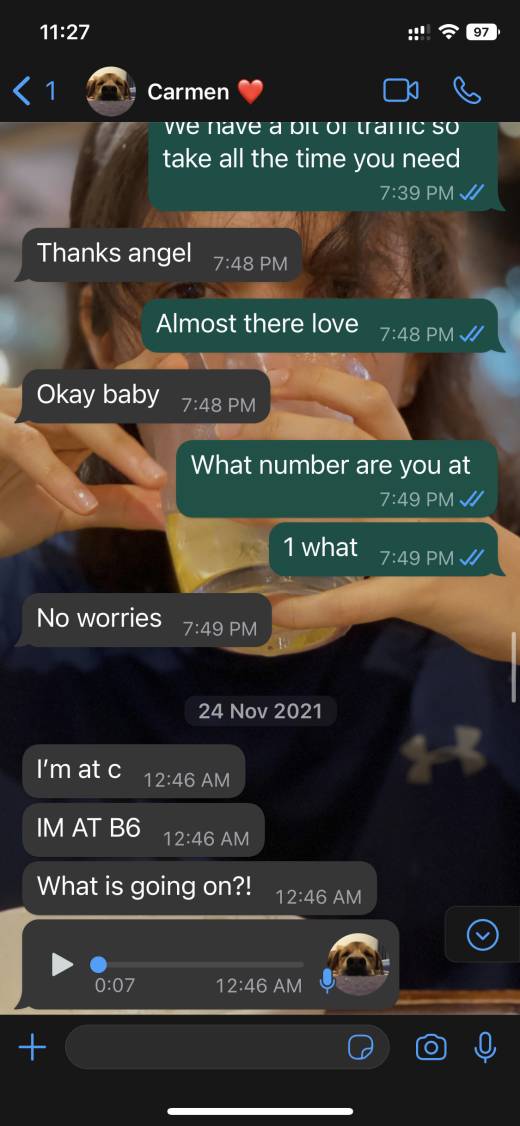 11:27
97
1
Carmen ❤️
We have a bit of traffic so
take all the time you need
7:39 PM
Thanks angel 7:48 PM
Almost there love 7:48 PM
Okay baby 7:48 PM
What number are you at
7:49 PM
1 what 7:49 PM
No worries 7:49 PM
24 Nov 2021
I'm at c 12:46 AM
IM AT B6 12:46 AM
What is going on?! 12:46 AM
0:07 12:46 AM